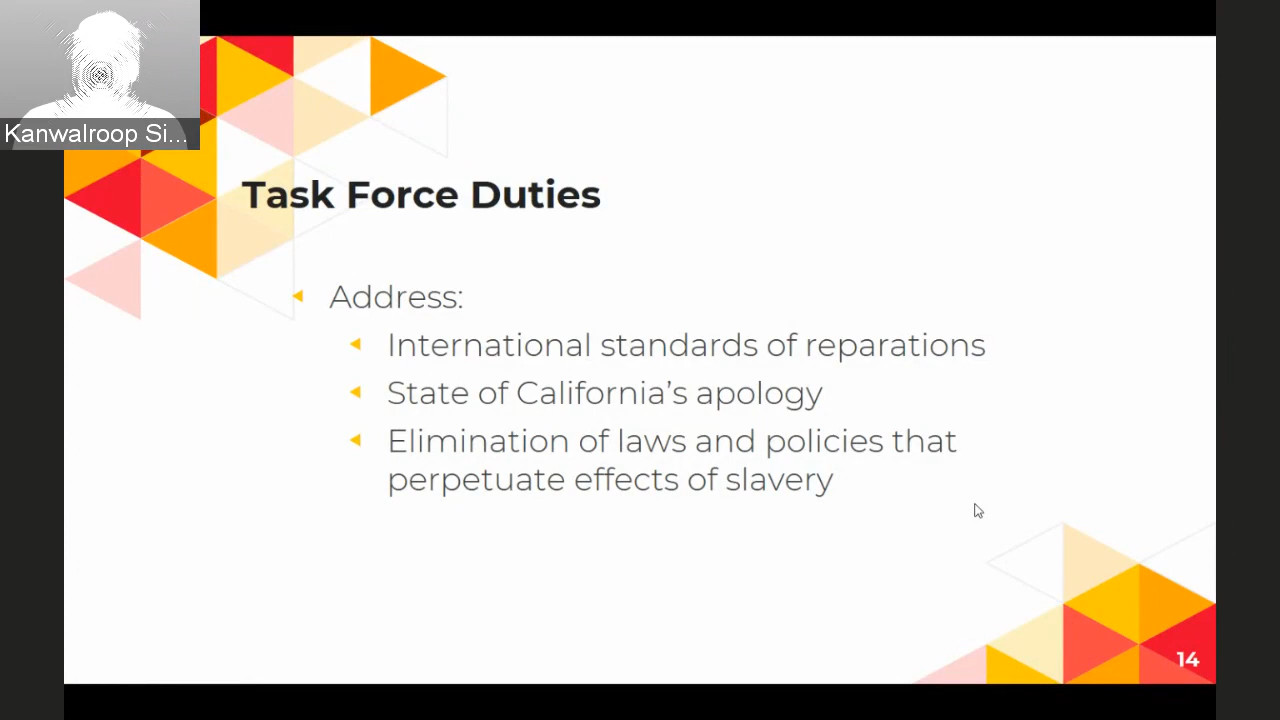 Kanwalroop Si...
Task Force Duties
Address:
International standards of reparations
State of California’s apology
Elimination of laws and policies that
perpetuate effects of slavery
14